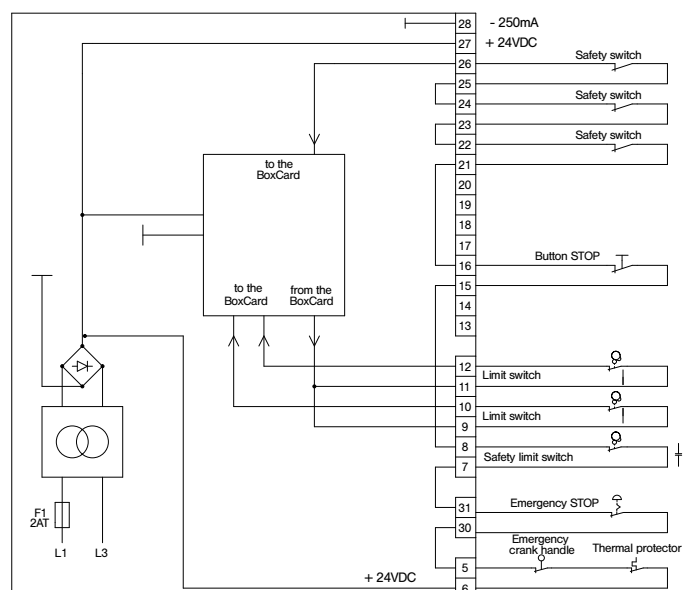 28 - 250mA
27 + 24VDC
26 Safety switch
25
24 Safety switch
23
22 Safety switch
21
20
19
18
17
16 Button STOP
15
14
13
to the
BoxCard
to the
BoxCard
from the
BoxCard
12
Limit switch
11
10
Limit switch
9
8
Safety limit switch
7
31 Emergency STOP
30
Emergency
crank handle
Thermal protector
5
+ 24VDC
6
F1
2AT
L1 L3